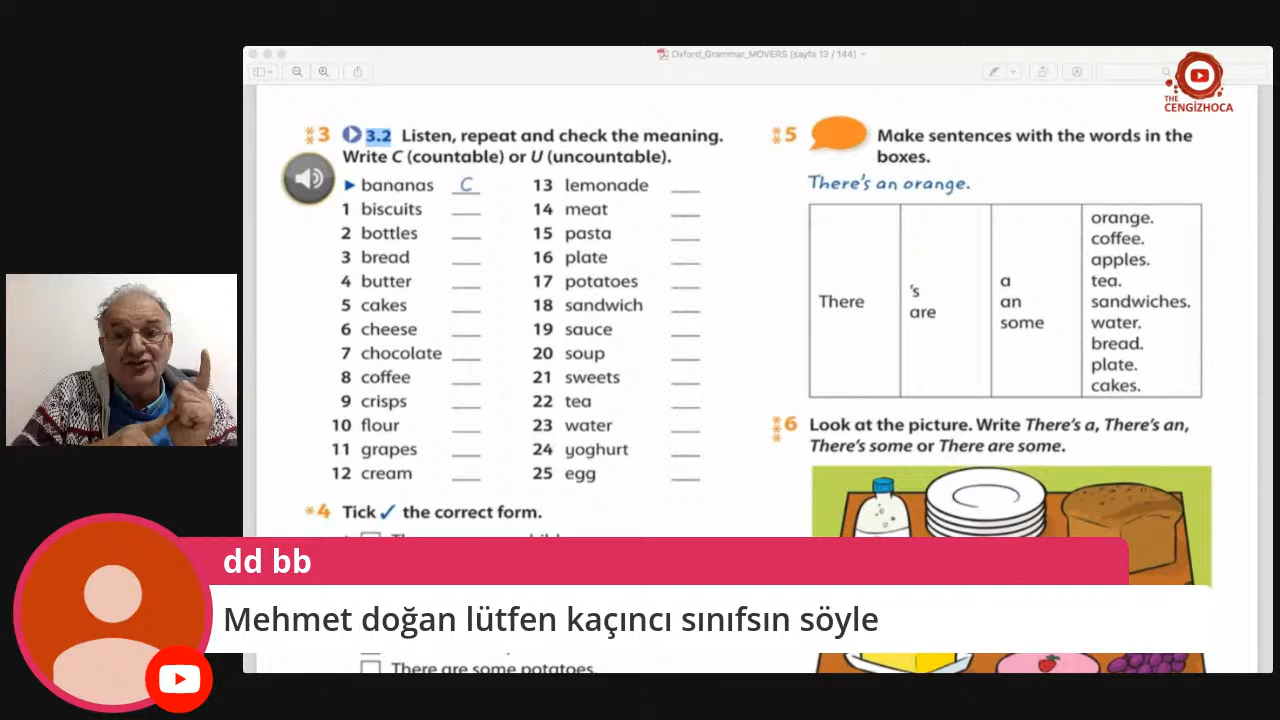 Oxford_Grammar_MOVERS (sayfa 13 / 144)
THE
CENGİZHOCA
3 3.2 Listen, repeat and check the meaning.
Write C (countable) or U (uncountable).
bananas C
1 biscuits
2 bottles
3 bread
4 butter
5 cakes
6 cheese
7 chocolate
8 coffee
9 crisps
10 flour
11 grapes
12 cream
13 lemonade
14 meat
15 pasta
16 plate
17 potatoes
18 sandwich
19 sauce
20 soup
21 sweets
22 tea
23 water
24 yoghurt
25 egg
4 Tick ✓ the correct form.
There are some potatoes.
5 Make sentences with the words in the
boxes.
There's an orange.
There
's
are
a
an
some
orange.
coffee.
apples.
tea.
sandwiches.
water.
bread.
plate.
cakes.
6 Look at the picture. Write There's a, There's an,
There's some or There are some.
dd bb
Mehmet doğan lütfen kaçıncı sınıfsın söyle